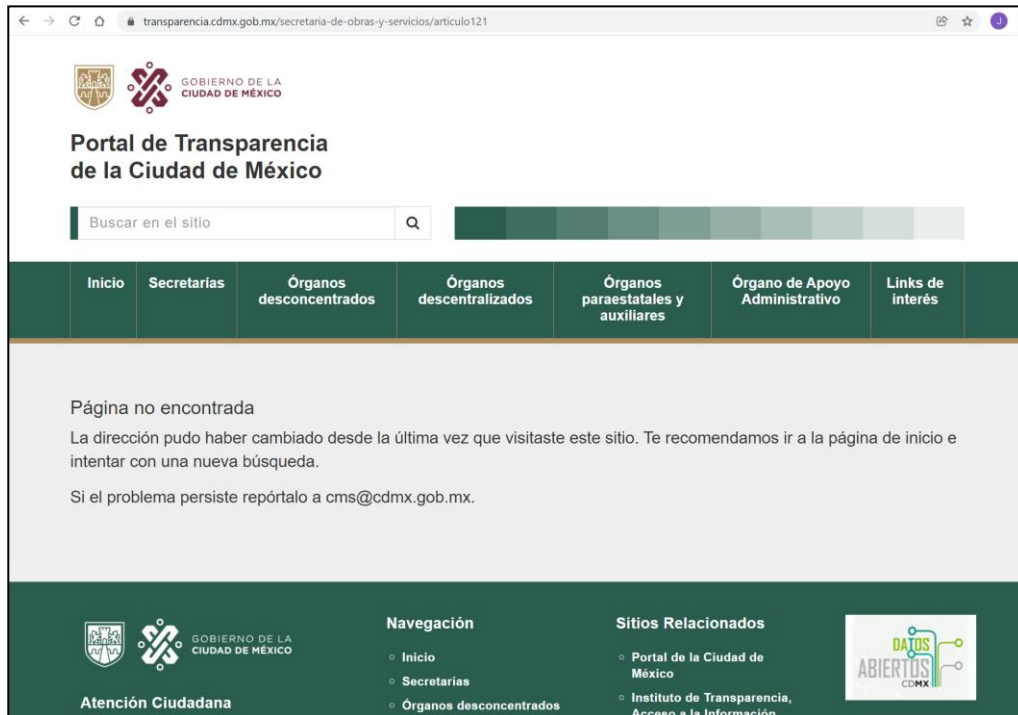 transparencia.cdmx.gob.mx/secretaria-de-obras-y-servicios/articulo121
J
GOBIERNO DE LA
CIUDAD DE MÉXICO
Portal de Transparencia
de la Ciudad de México
Buscar en el sitio
Inicio
Secretarías
Órganos
desconcentrados
Órganos
descentralizados
Órganos
paraestatales y
auxiliares
Órgano de Apoyo
Administrativo
Links de
interés
Página no encontrada
La dirección pudo haber cambiado desde la última vez que visitaste este sitio. Te recomendamos ir a la página de inicio e
intentar con una nueva búsqueda.
Si el problema persiste repórtalo a cms@cdmx.gob.mx.
GOBIERNO DE LA
CIUDAD DE MÉXICO
Atención Ciudadana
Navegación
Inicio
Secretarías
Órganos desconcentrados
Sitios Relacionados
Portal de la Ciudad de
México
Instituto de Transparencia,
Acceso a la Información
DATOS
ABIERTOS
CDMX